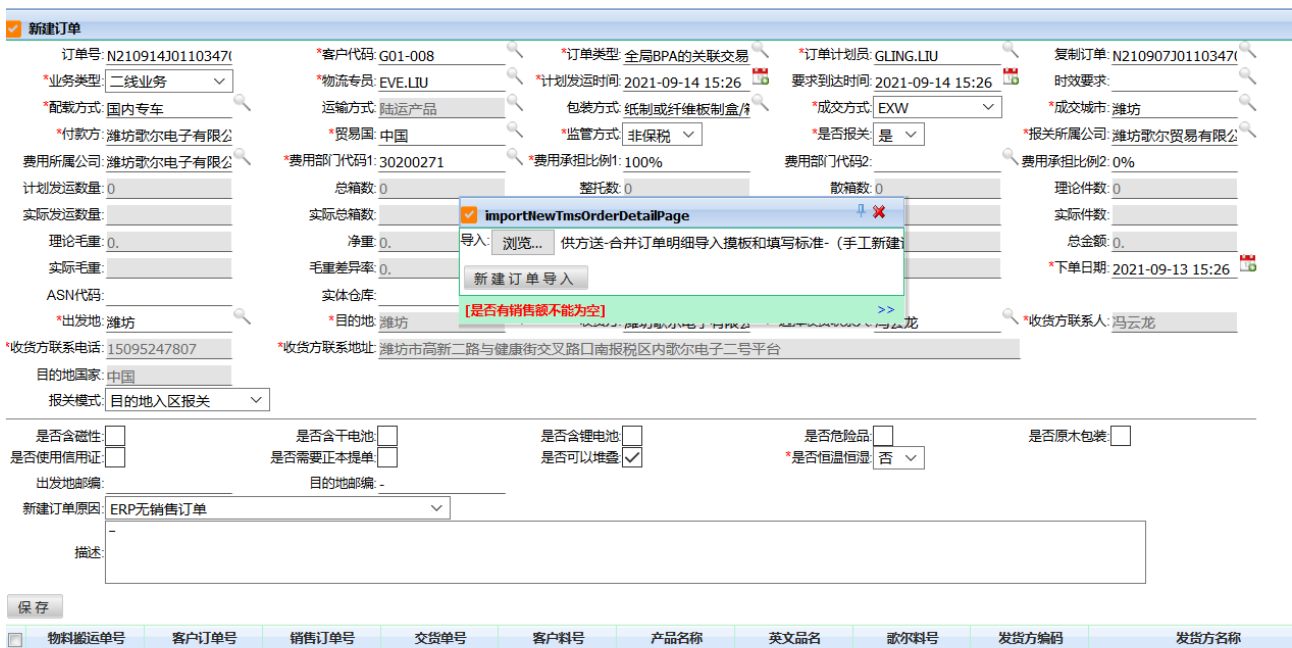 新建订单
订单号: N210914J01103470 *客户代码: G01-008 *订单类型: 全局BPA的关联交易 *订单计划员: GLING.LIU 复制订单: N210907J01103470
*业务类型: 二线业务 *物流专员: EVE.LIU *计划发运时间: 2021-09-14 15:26 要求到达时间: 2021-09-14 15:26 时效要求:
*配载方式: 国内专车 运输方式: 陆运产品 包装方式: 纸制或纤维板制盒/ *成交方式: EXW *成交城市: 潍坊
*付款方: 潍坊歌尔电子有限公 *贸易国: 中国 *监管方式: 非保税 *是否报关: 是 *报关所属公司: 潍坊歌尔贸易有限公
费用所属公司: 潍坊歌尔电子有限公 *费用部门代码1: 30200271 *费用承担比例1: 100% 费用部门代码2: 费用承担比例2: 0%
计划发运数量: 0 总箱数: 0 整托数: 0 散箱数: 0 理论件数: 0
实际发运数量: 实际总箱数: 实际件数:
理论毛重: 0. 净重: 0. 总金额: 0.
实际毛重: 毛重差异率: 0. *下单日期: 2021-09-13 15:26
importNewTmsOrderDetailPage
导入: 浏览... 供方送-合并订单明细导入摸板和填写标准-（手工新建
新建订单导入
[是否有销售额不能为空] >>
ASN代码: 实体仓库:
*出发地: 潍坊 *目的地: 潍坊 潍坊歌尔电子有限公 冯云龙 *收货方联系人: 冯云龙
*收货方联系电话: 15095247807 *收货方联系地址: 潍坊市高新二路与健康街交叉路口南报税区内歌尔电子二号平台
目的地国家: 中国
报关模式: 目的地入区报关
是否含磁性: 是否含干电池: 是否含锂电池: 是否危险品: 是否原木包装:
是否使用信用证: 是否需要正本提单: 是否可以堆叠: *是否恒温恒湿: 否
出发地邮编: 目的地邮编: -
新建订单原因: ERP无销售订单
描述: -
保存
物料搬运单号 客户订单号 销售订单号 交货单号 客户料号 产品名称 英文品名 歌尔料号 发货方编码 发货方名称